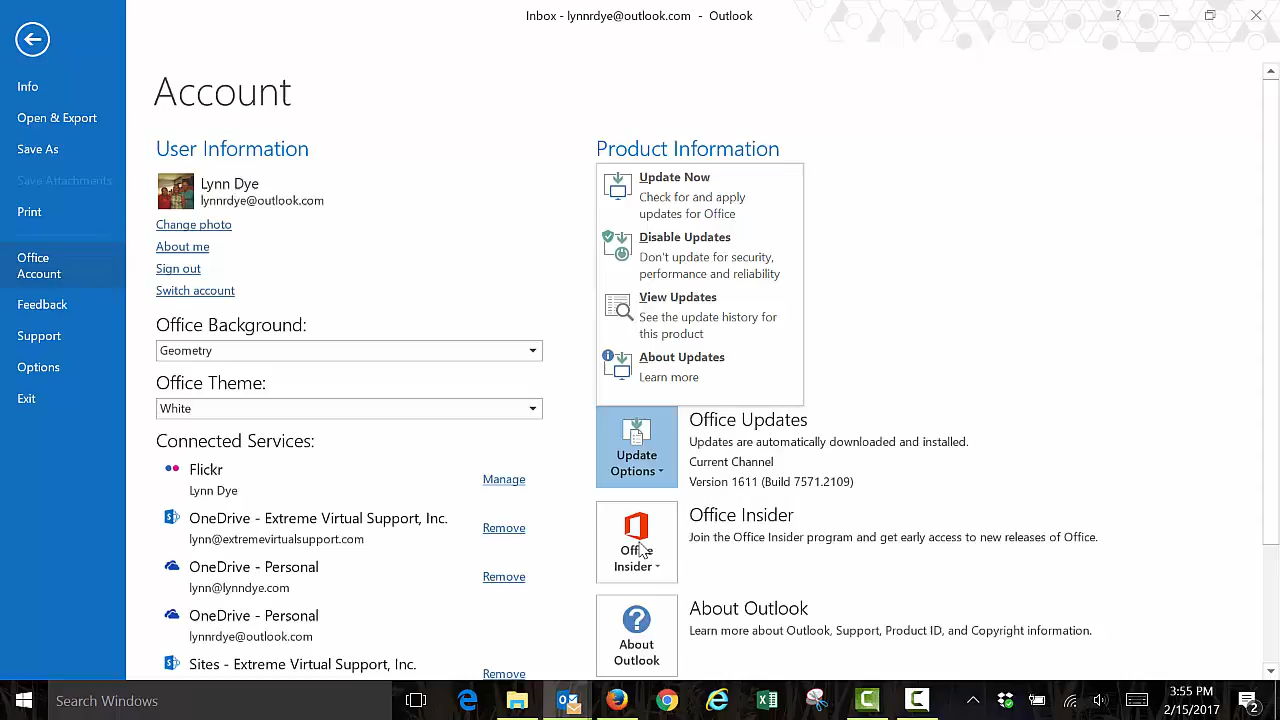 Inbox - lynnrdye@outlook.com - Outlook
?
Info
Open & Export
Save As
Save Attachments
Print
Office
Account
Feedback
Support
Options
Exit
Account
User Information
Lynn Dye
lynnrdye@outlook.com
Change photo
About me
Sign out
Switch account
Office Background:
Geometry
Office Theme:
White
Connected Services:
Flickr
Lynn Dye
Manage
OneDrive - Extreme Virtual Support, Inc.
lynn@extremevirtualsupport.com
Remove
OneDrive - Personal
lynn@lynndye.com
Remove
OneDrive - Personal
lynnrdye@outlook.com
Sites - Extreme Virtual Support, Inc.
Remove
Product Information
Update Now
Check for and apply
updates for Office
Disable Updates
Don't update for security,
performance and reliability
View Updates
See the update history for
this product
About Updates
Learn more
Update
Options
Office Updates
Updates are automatically downloaded and installed.
Current Channel
Version 1611 (Build 7571.2109)
Office
Insider
Office Insider
Join the Office Insider program and get early access to new releases of Office.
About
Outlook
About Outlook
Learn more about Outlook, Support, Product ID, and Copyright information.
Search Windows
3:55 PM
2/15/2017
2